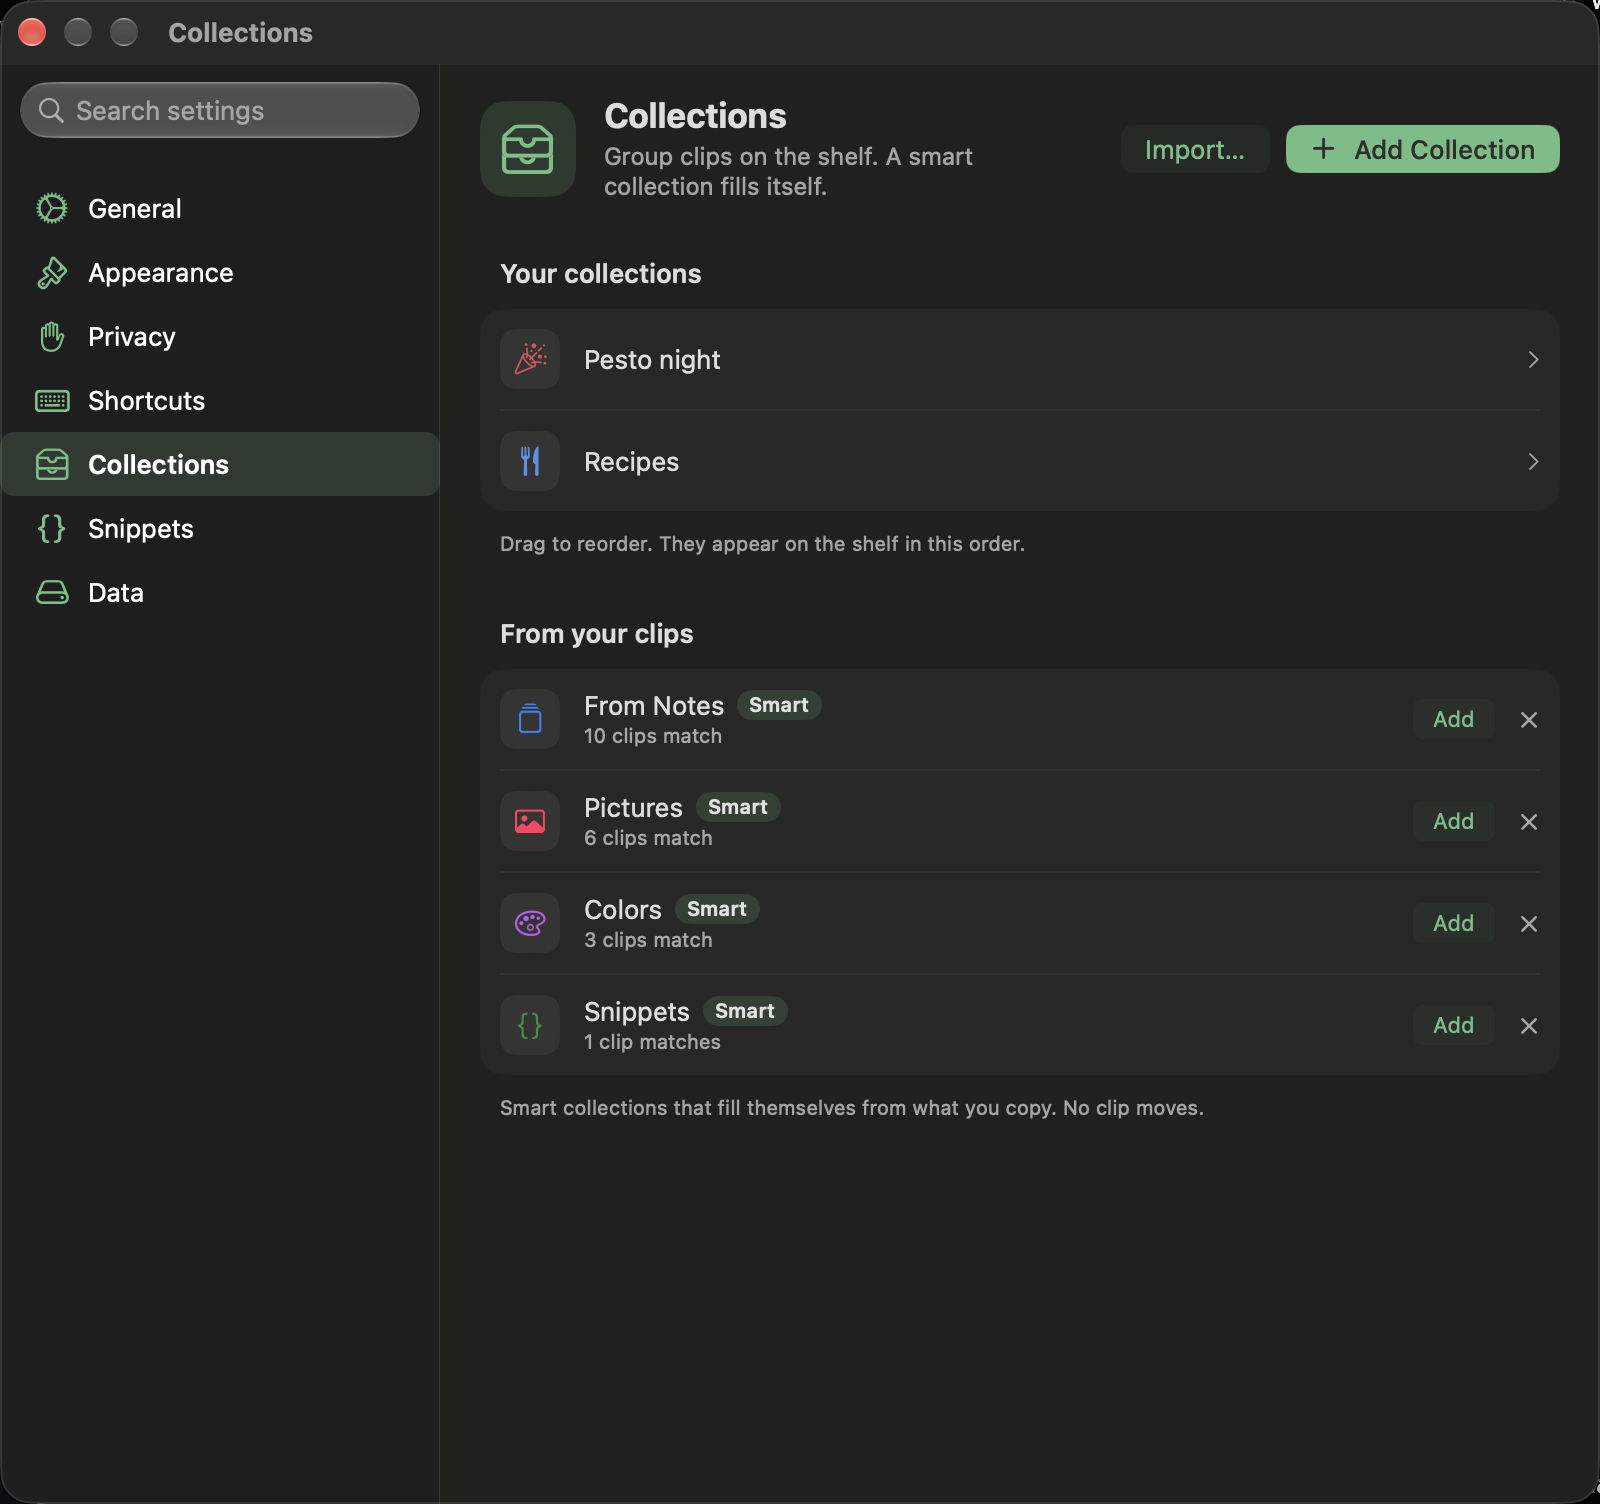 Collections
Search settings
General
Appearance
Privacy
Shortcuts
Collections
Snippets
Data
Collections
Group clips on the shelf. A smart
collection fills itself.
Import...
Add Collection
Your collections
Pesto night
Recipes
Drag to reorder. They appear on the shelf in this order.
From your clips
From Notes Smart
10 clips match
Add
Pictures Smart
6 clips match
Add
Colors Smart
3 clips match
Add
Snippets Smart
1 clip matches
Add
Smart collections that fill themselves from what you copy. No clip moves.